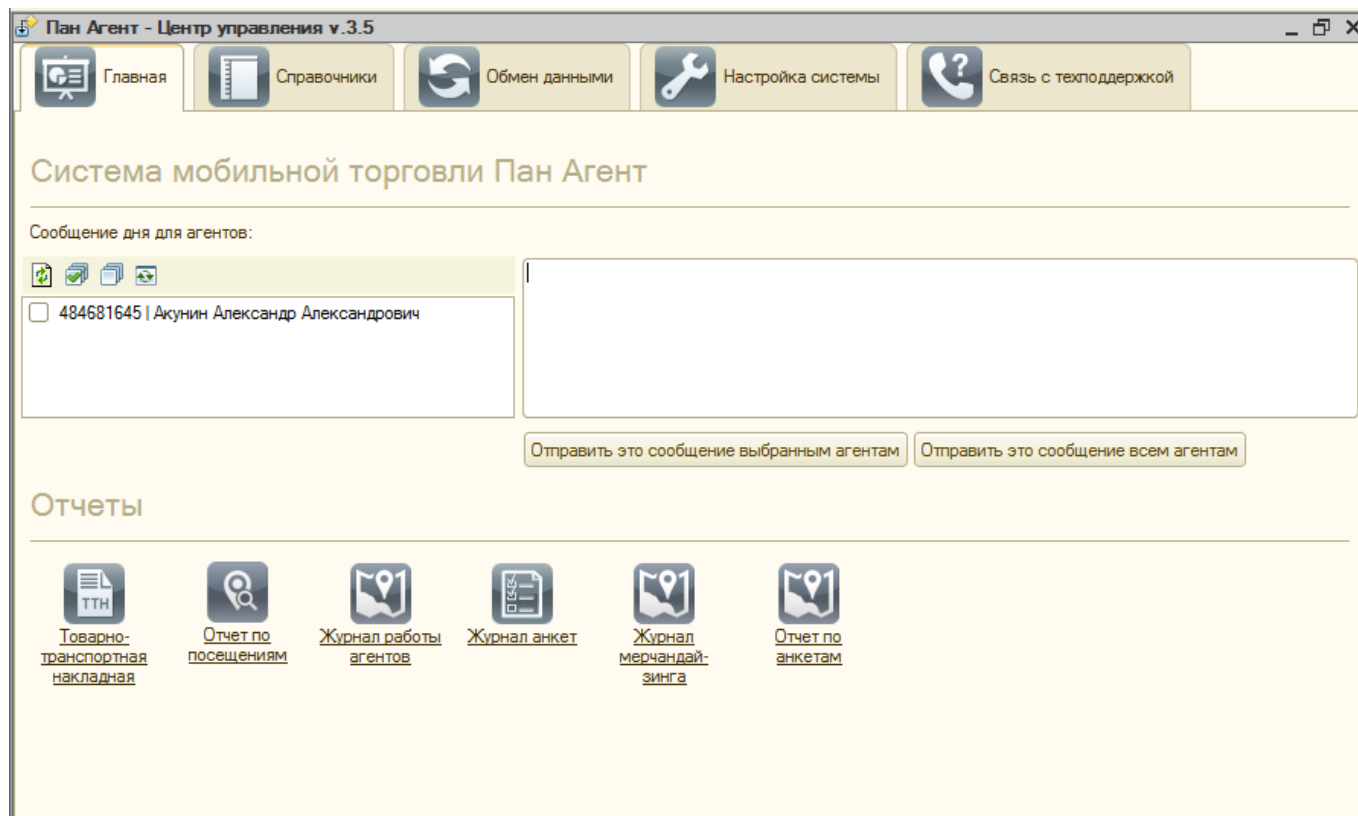 Пан Агент - Центр управления v.3.5
Главная
Справочники
Обмен данными
Настройка системы
Связь с техподдержкой
Система мобильной торговли Пан Агент
Сообщение дня для агентов:
484681645 | Акунин Александр Александрович
Отправить это сообщение выбранным агентам
Отправить это сообщение всем агентам
Отчеты
ТТН
Товарно-
транспортная
накладная
Отчет по
посещениям
Журнал работы
агентов
Журнал анкет
Журнал
мерчандай-
зинга
Отчет по
анкетам